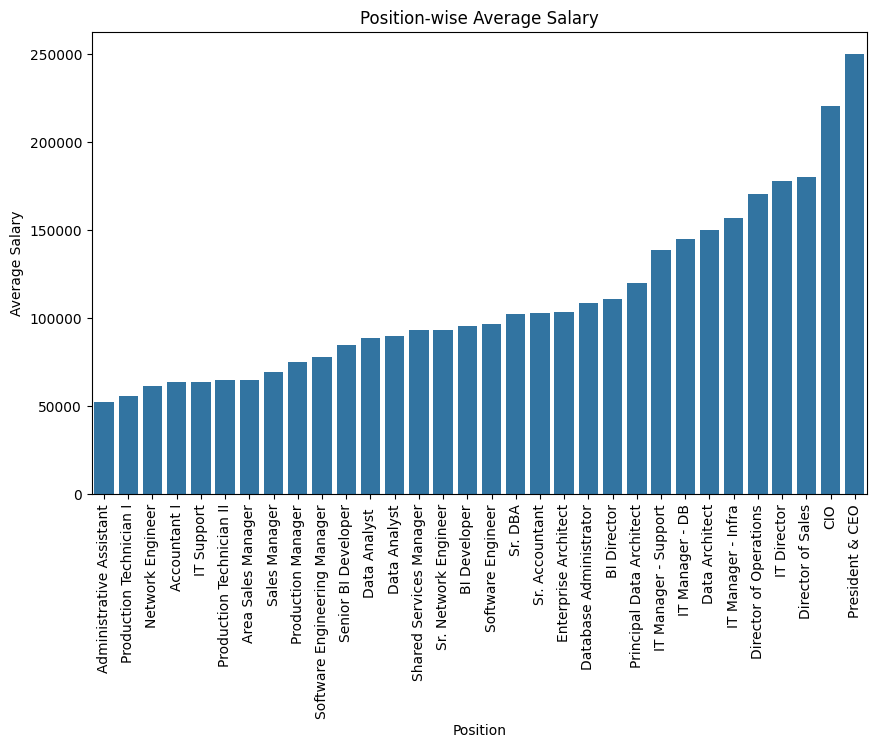 Position-wise Average Salary
250000
200000
150000
100000
50000
0
Average Salary
Administrative Assistant
Production Technician I
Network Engineer
Accountant I
IT Support
Production Technician II
Area Sales Manager
Sales Manager
Production Manager
Software Engineering Manager
Senior BI Developer
Data Analyst
Data Analyst
Shared Services Manager
Sr. Network Engineer
BI Developer
Software Engineer
Sr. DBA
Sr. Accountant
Enterprise Architect
Database Administrator
BI Director
Principal Data Architect
IT Manager - Support
IT Manager - DB
Data Architect
IT Manager - Infra
Director of Operations
IT Director
Director of Sales
CIO
President & CEO
Position